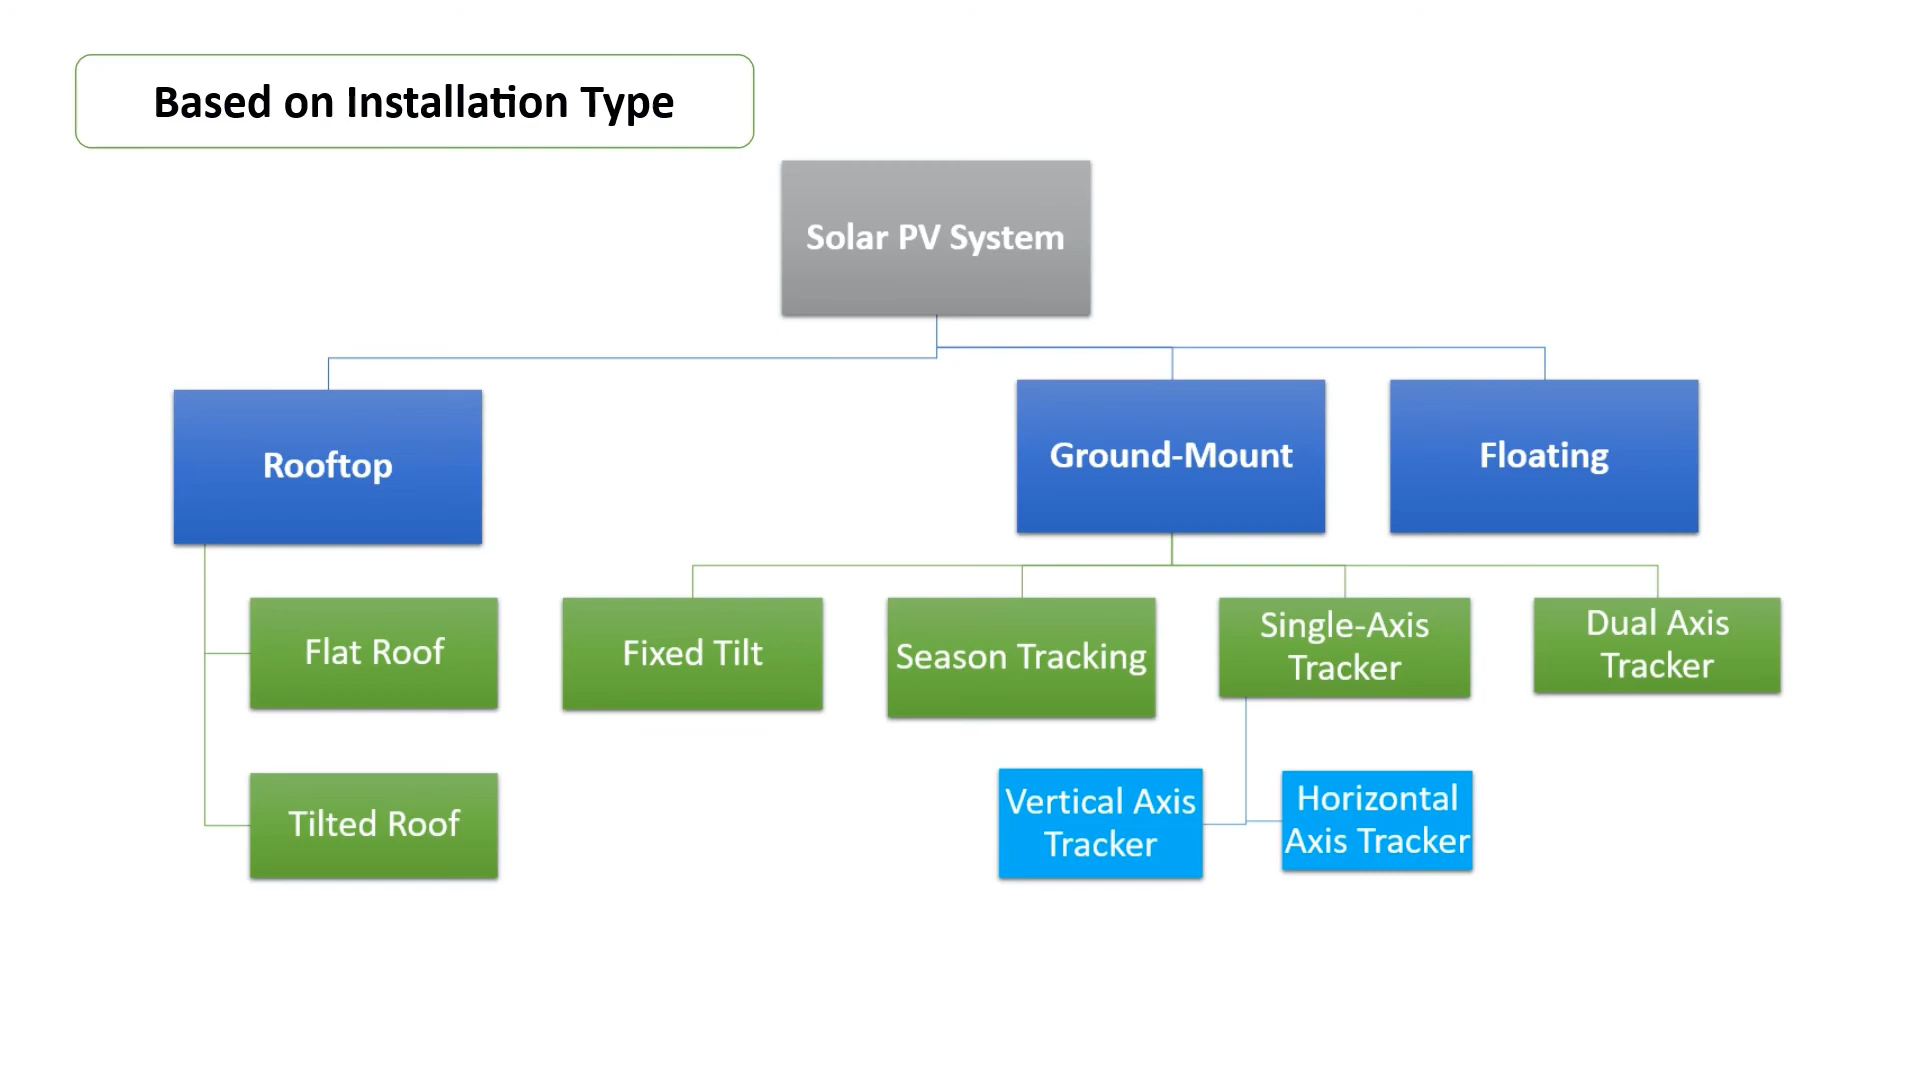 Based on Installation Type
Solar PV System
Rooftop
Ground-Mount
Floating
Flat Roof
Fixed Tilt
Season Tracking
Single-Axis
Tracker
Dual Axis
Tracker
Tilted Roof
Vertical Axis
Tracker
Horizontal
Axis Tracker